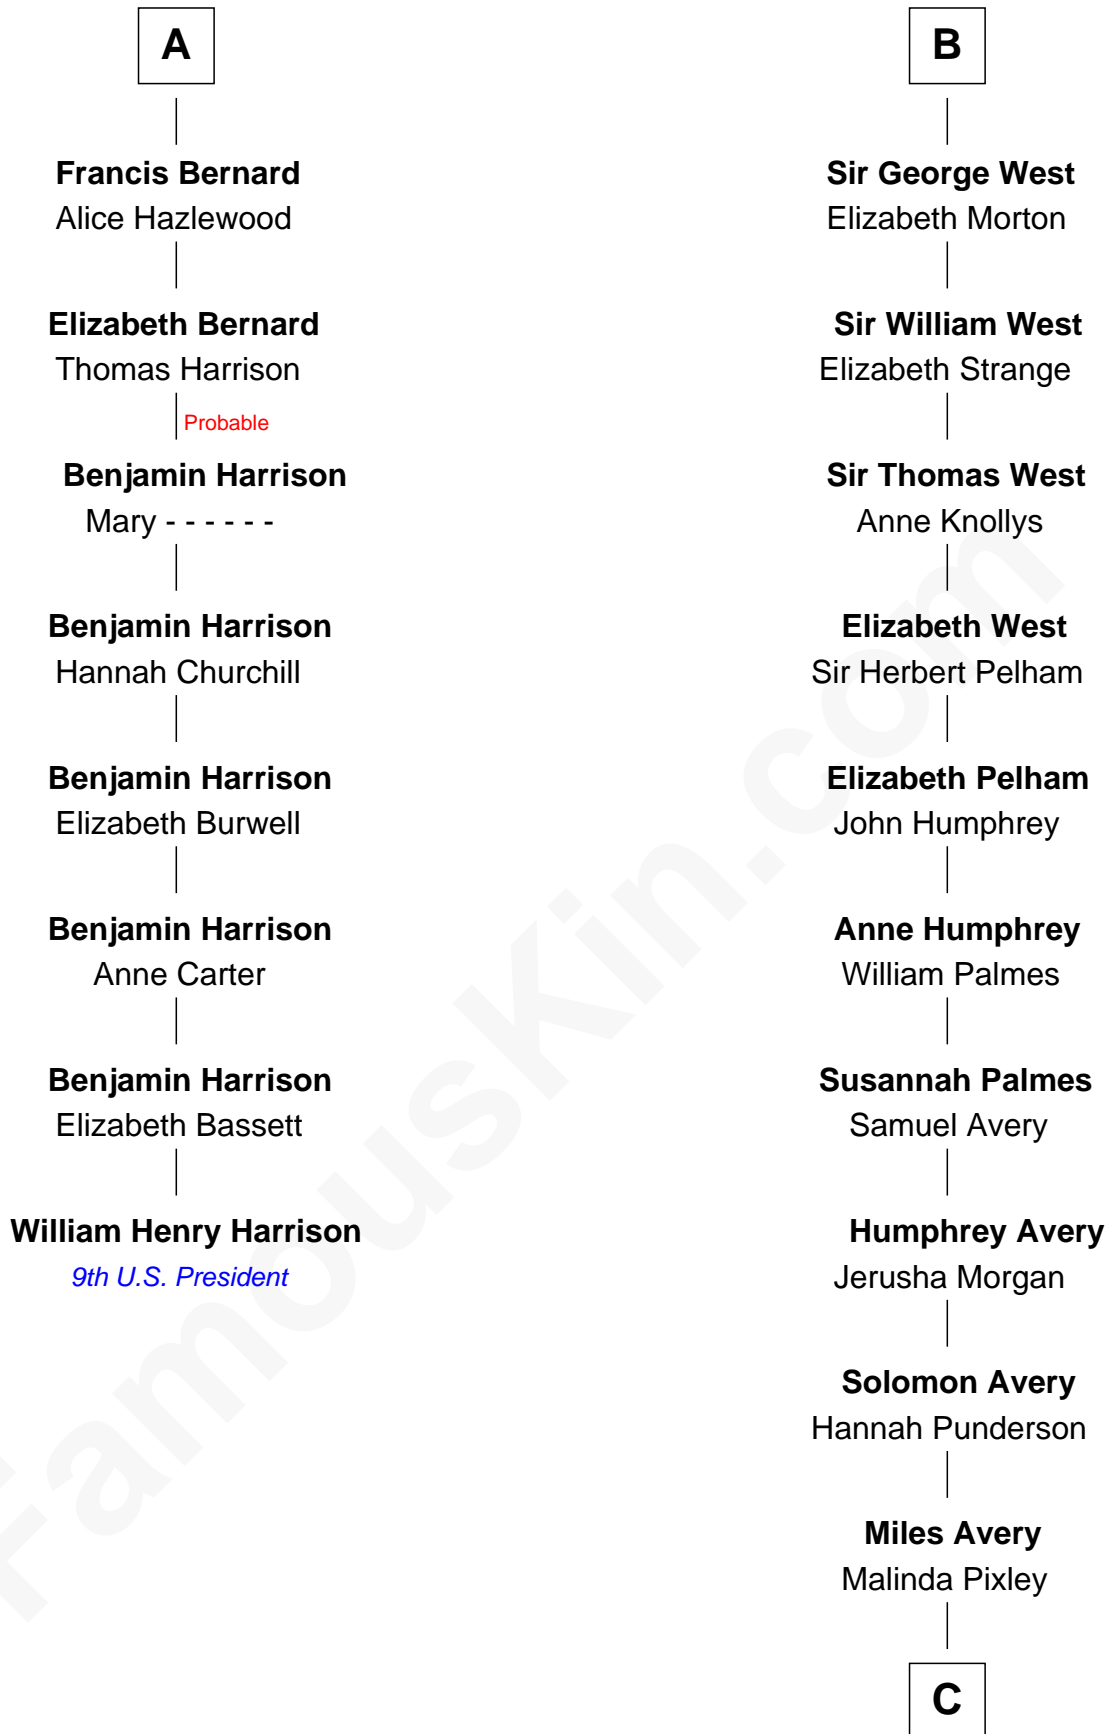 A
Francis Bernard
Alice Hazlewood
Elizabeth Bernard
Thomas Harrison
Probable
Benjamin Harrison
Mary - - - - - -
Benjamin Harrison
Hannah Churchill
Benjamin Harrison
Elizabeth Burwell
Benjamin Harrison
Anne Carter
Benjamin Harrison
Elizabeth Bassett
William Henry Harrison
9th U.S. President
B
Sir George West
Elizabeth Morton
Sir William West
Elizabeth Strange
Sir Thomas West
Anne Knollys
Elizabeth West
Sir Herbert Pelham
Elizabeth Pelham
John Humphrey
Anne Humphrey
William Palmes
Susannah Palmes
Samuel Avery
Humphrey Avery
Jerusha Morgan
Solomon Avery
Hannah Punderson
Miles Avery
Malinda Pixley
C
FamousKin.com